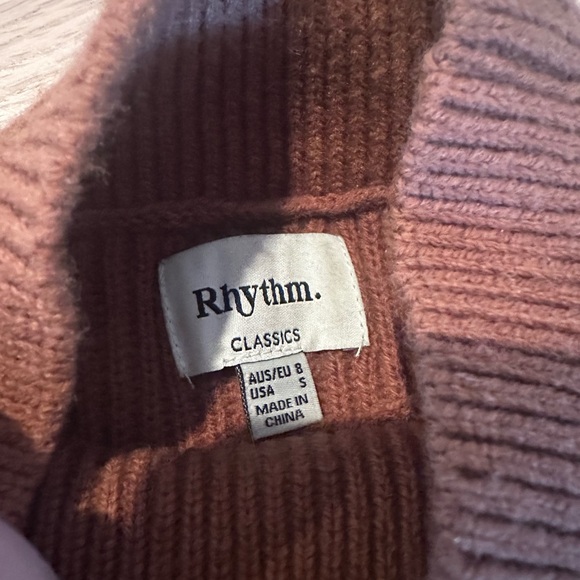 Rhythm.
CLASSICS
AUS/EU 8
USA S
MADE IN
CHINA